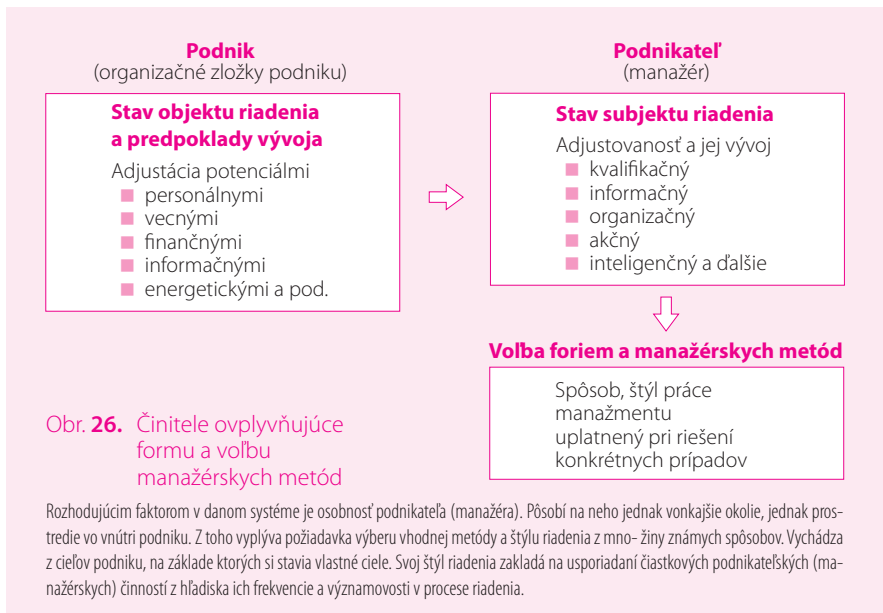 Podnik
(organizačné zložky podniku)
Stav objektu riadenia
a predpoklady vývoja
Adjustácia potenciálmi
personálnymi
vecnými
finančnými
informačnými
energetickými a pod.
Podnikateľ
(manažér)
Stav subjektu riadenia
Adjustovanosť a jej vývoj
kvalifikačný
informačný
organizačný
akčný
inteligenčný a ďalšie
Voľba foriem a manažérskych metód
Spôsob, štýl práce
manažmentu
uplatnený pri riešení
konkrétnych prípadov
Obr. 26. Činitele ovplyvňujúce
formu a voľbu
manažérskych metód
Rozhodujúcim faktorom v danom systéme je osobnosť podnikateľa (manažéra). Pôsobí na neho jednak vonkajšie okolie, jednak pros-
tredie vo vnútri podniku. Z toho vyplýva požiadavka výberu vhodnej metódy a štýlu riadenia z mno- žiny známych spôsobov. Vychádza
z cieľov podniku, na základe ktorých si stavia vlastné ciele. Svoj štýl riadenia zakladá na usporiadaní čiastkových podnikateľských (ma-
nažérskych) činností z hľadiska ich frekvencie a významovosti v procese riadenia.